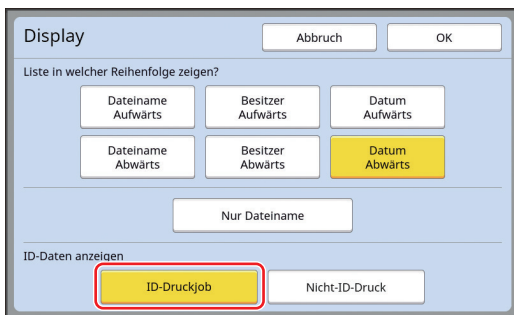 Display
Abbruch
OK
Liste in welcher Reihenfolge zeigen?
Dateiname
Aufwärts
Besitzer
Aufwärts
Datum
Aufwärts
Dateiname
Abwärts
Besitzer
Abwärts
Datum
Abwärts
Nur Dateiname
ID-Daten anzeigen
ID-Druckjob
Nicht-ID-Druck